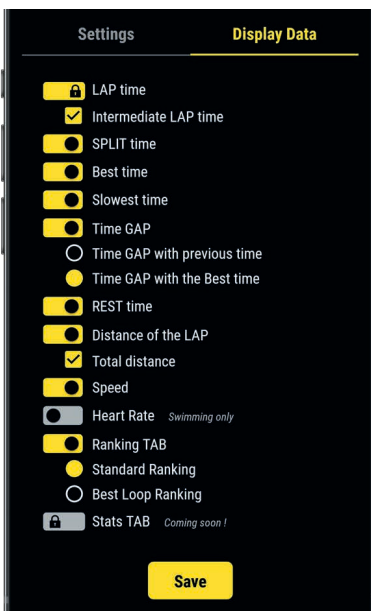 Settings
Display Data
LAP time
Intermediate LAP time
SPLIT time
Best time
Slowest time
Time GAP
Time GAP with previous time
Time GAP with the Best time
REST time
Distance of the LAP
Total distance
Speed
Heart Rate Swimming only
Ranking TAB
Standard Ranking
Best Loop Ranking
Stats TAB Coming soon !
Save